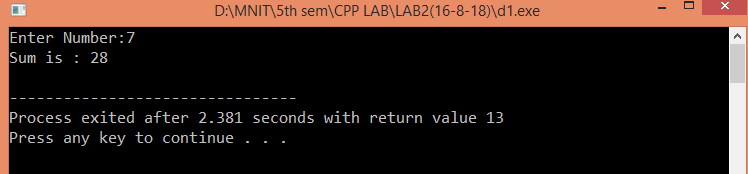 D:\MNIT\5th sem\CPP LAB\LAB2(16-8-18)\d1.exe
Enter Number:7
Sum is : 28
--------------------------------
Process exited after 2.381 seconds with return value 13
Press any key to continue . . .